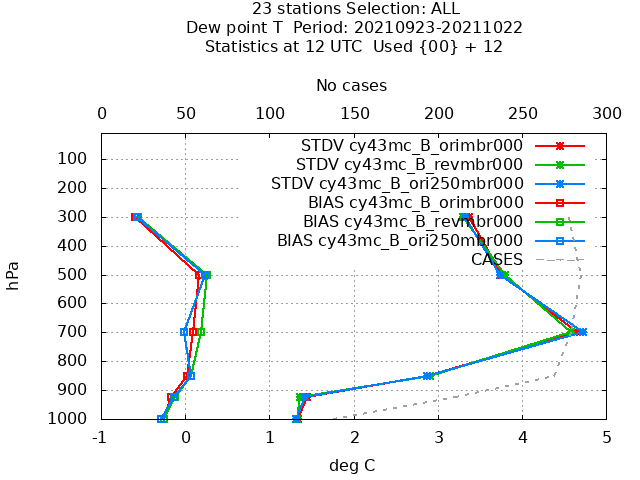 23 stations Selection: ALL
Dew point T  Period: 20210923-20211022
Statistics at 12 UTC  Used {00} + 12
No cases
0 50 100 150 200 250 300
STDV cy43mc_B_orimbr000
STDV cy43mc_B_revmbr000
STDV cy43mc_B_ori250mbr000
BIAS cy43mc_B_orimbr000
BIAS cy43mc_B_revmbr000
BIAS cy43mc_B_ori250mbr000
CASES
hPa
100
200
300
400
500
600
700
800
900
1000
-1 0 1 2 3 4 5
deg C